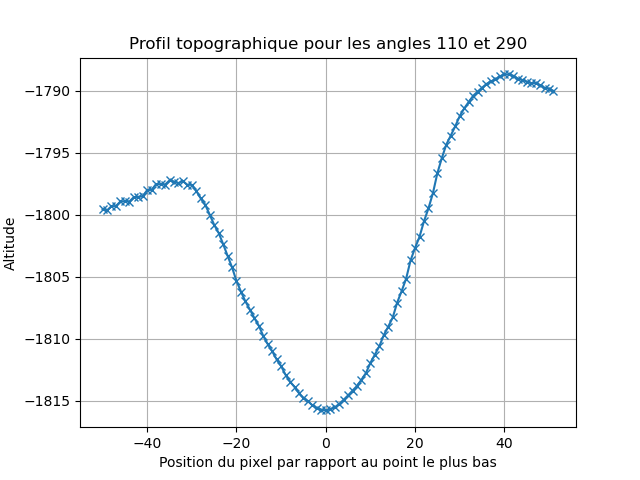 Profil topographique pour les angles 110 et 290
−1790
−1795
−1800
−1805
−1810
−1815
Altitude
−40 −20 0 20 40
Position du pixel par rapport au point le plus bas